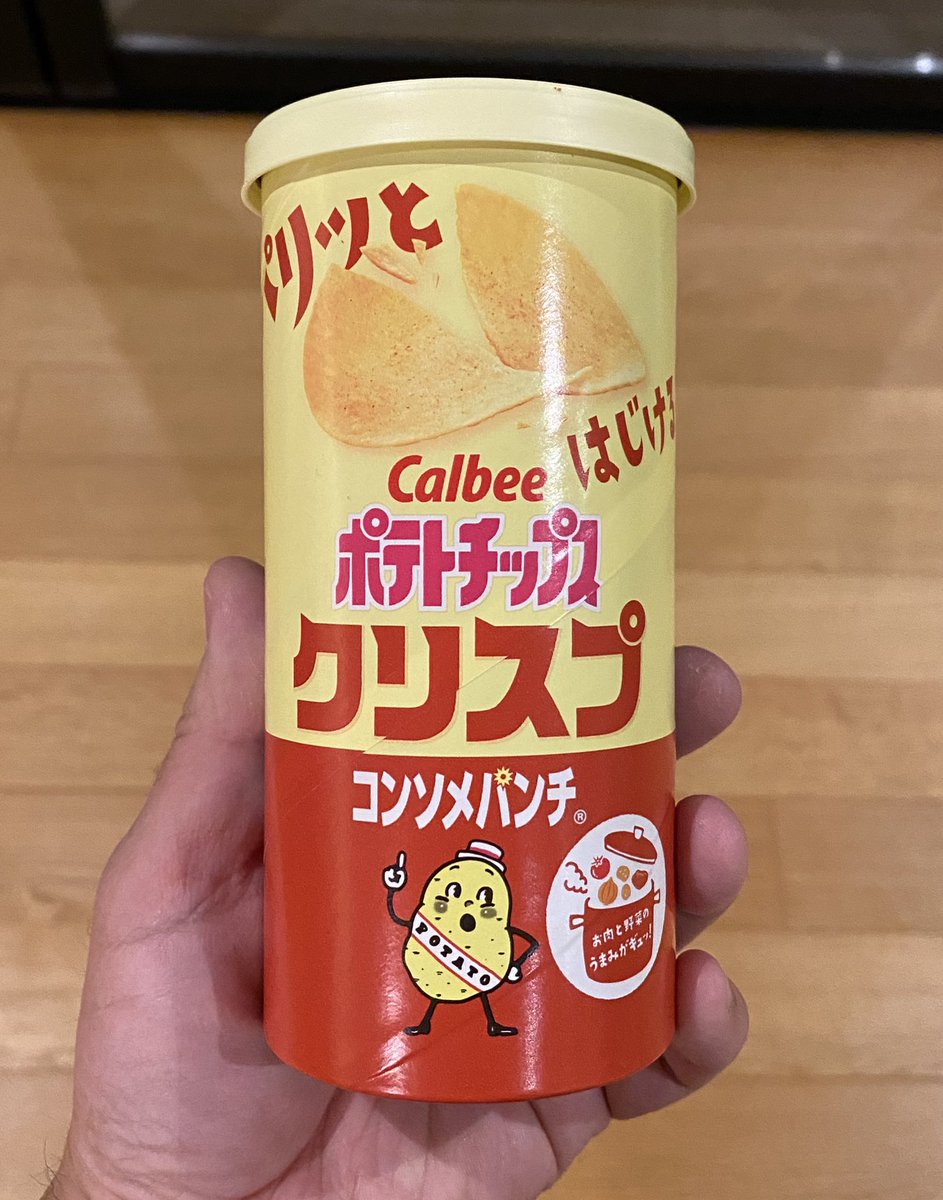 ピリッと
はじける
Calbee
ポテトチップス
クリスプ
コンソメパンチ®
POTATO
お肉と野菜の
うまみがギュッ!